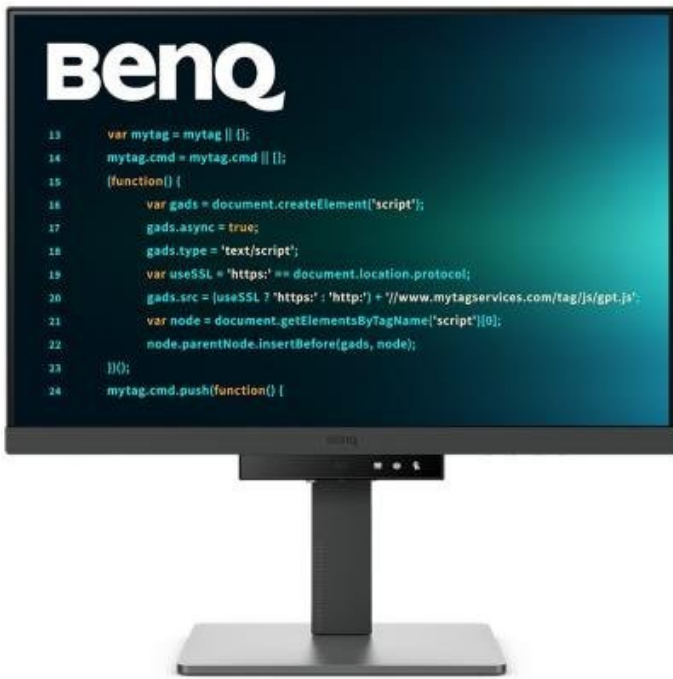 BenQ
13 var mytag = mytag || {};
14 mytag.cmd = mytag.cmd || [];
15 (function() {
16 var gads = document.createElement("script");
17 gads.async = true;
18 gads.type = 'text/script';
19 var useSSL = 'https:' == document.location.protocol;
20 gads.src = (useSSL ? 'https:' : 'http:') + '//www.mytagservices.com/tag/js/gpt.js';
21 var node = document.getElementsByTagName("script")[0];
22 node.parentNode.insertBefore(gads, node);
23 })();
24 mytag.cmd.push(function() {
BenQ